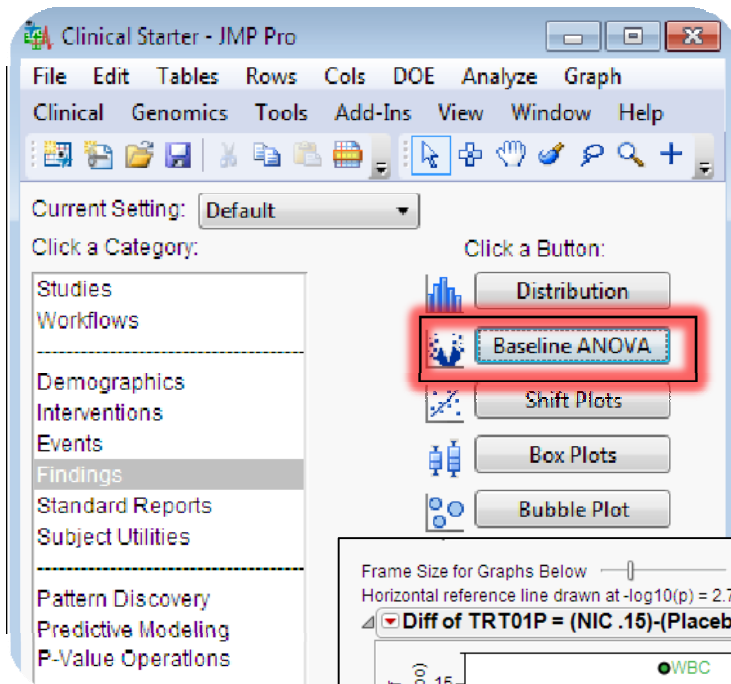 Clinical Starter - JMP Pro
File Edit Tables Rows Cols DOE Analyze Graph
Clinical Genomics Tools Add-Ins View Window Help
Current Setting: Default
Click a Category:
Click a Button:
Studies
Workflows
Demographics
Interventions
Events
Findings
Standard Reports
Subject Utilities
Pattern Discovery
Predictive Modeling
P-Value Operations
Distribution
Baseline ANOVA
Shift Plots
Box Plots
Bubble Plot
Frame Size for Graphs Below
Horizontal reference line drawn at -log10(p) = 2.7
Diff of TRT01P = (NIC .15)-(Placeb
WBC
15